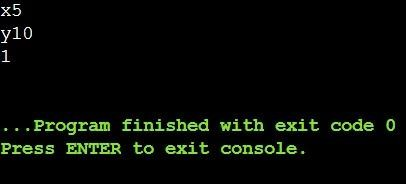 x5
y10
1
...Program finished with exit code 0
Press ENTER to exit console.